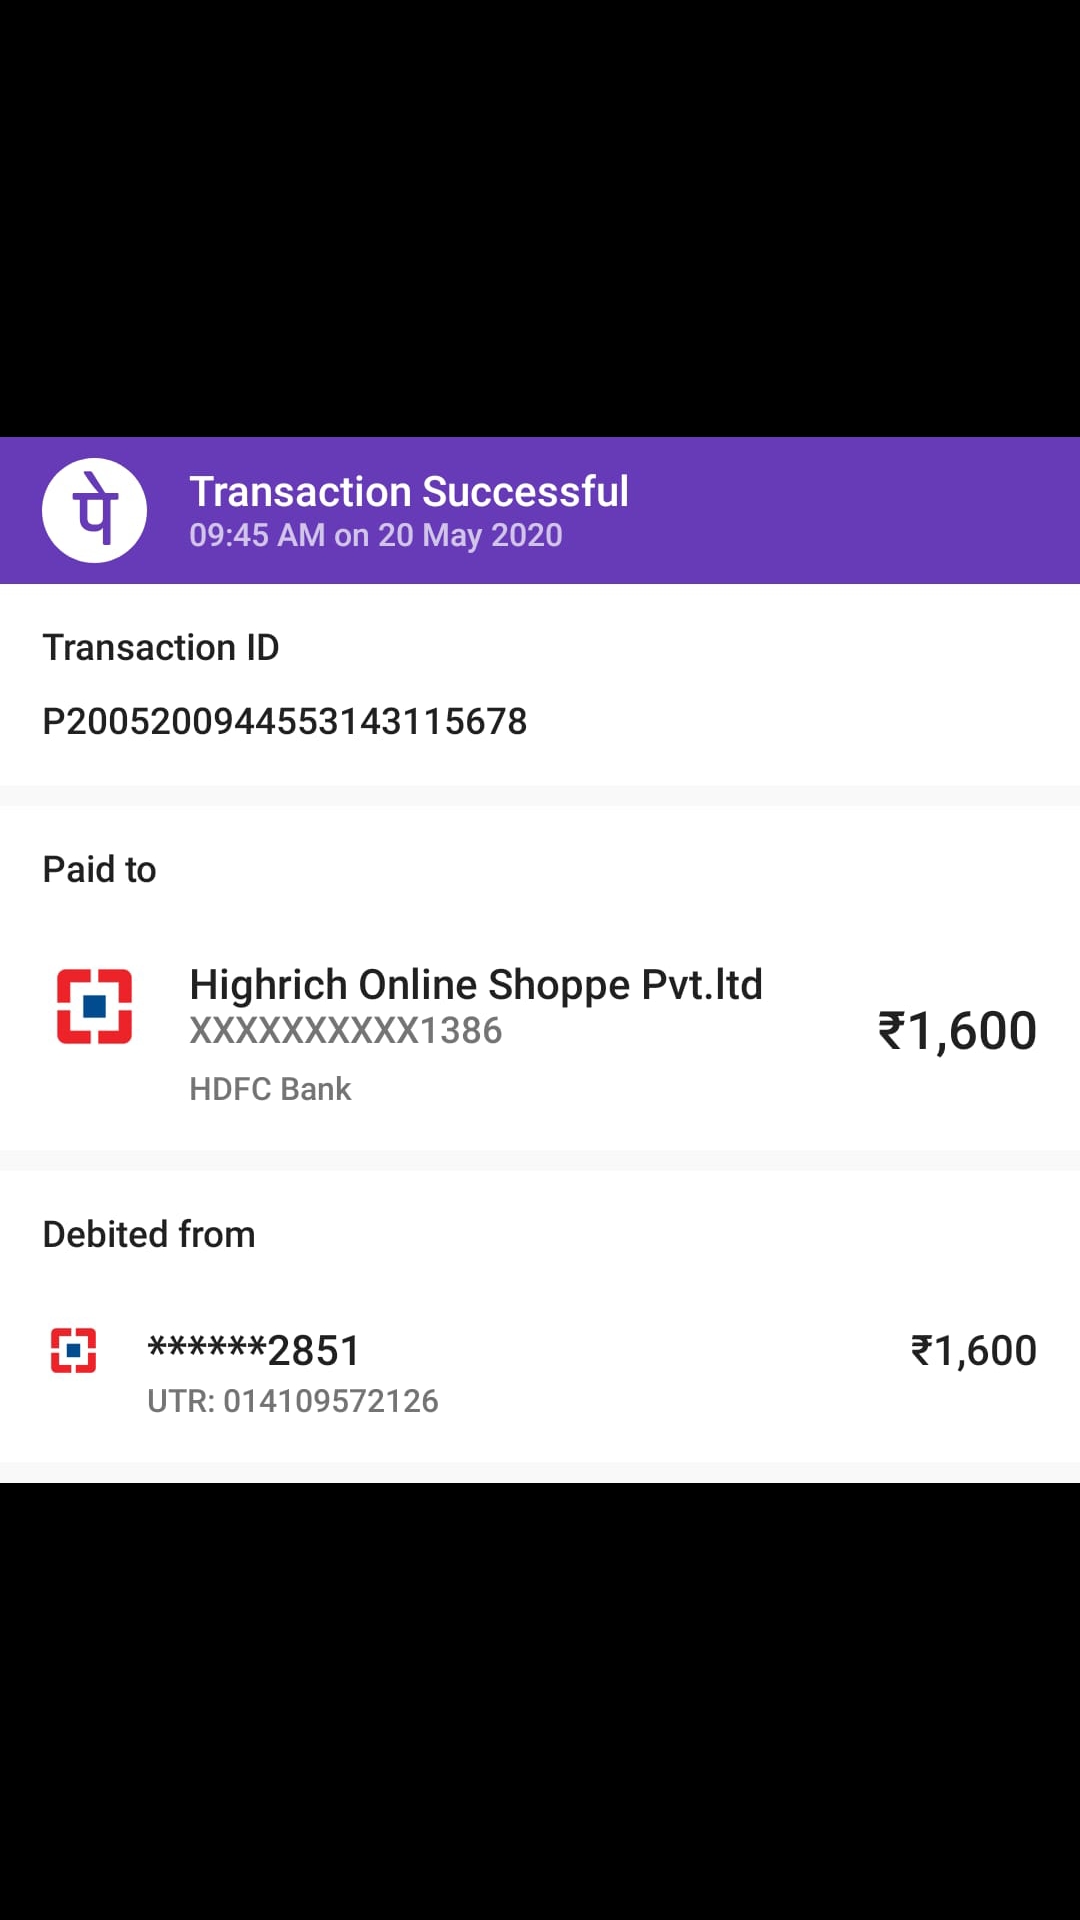 पे
Transaction Successful
09:45 AM on 20 May 2020
Transaction ID
P2005200944553143115678
Paid to
Highrich Online Shoppe Pvt.ltd
XXXXXXXXXX1386
₹1,600
HDFC Bank
Debited from
******2851
₹1,600
UTR: 014109572126